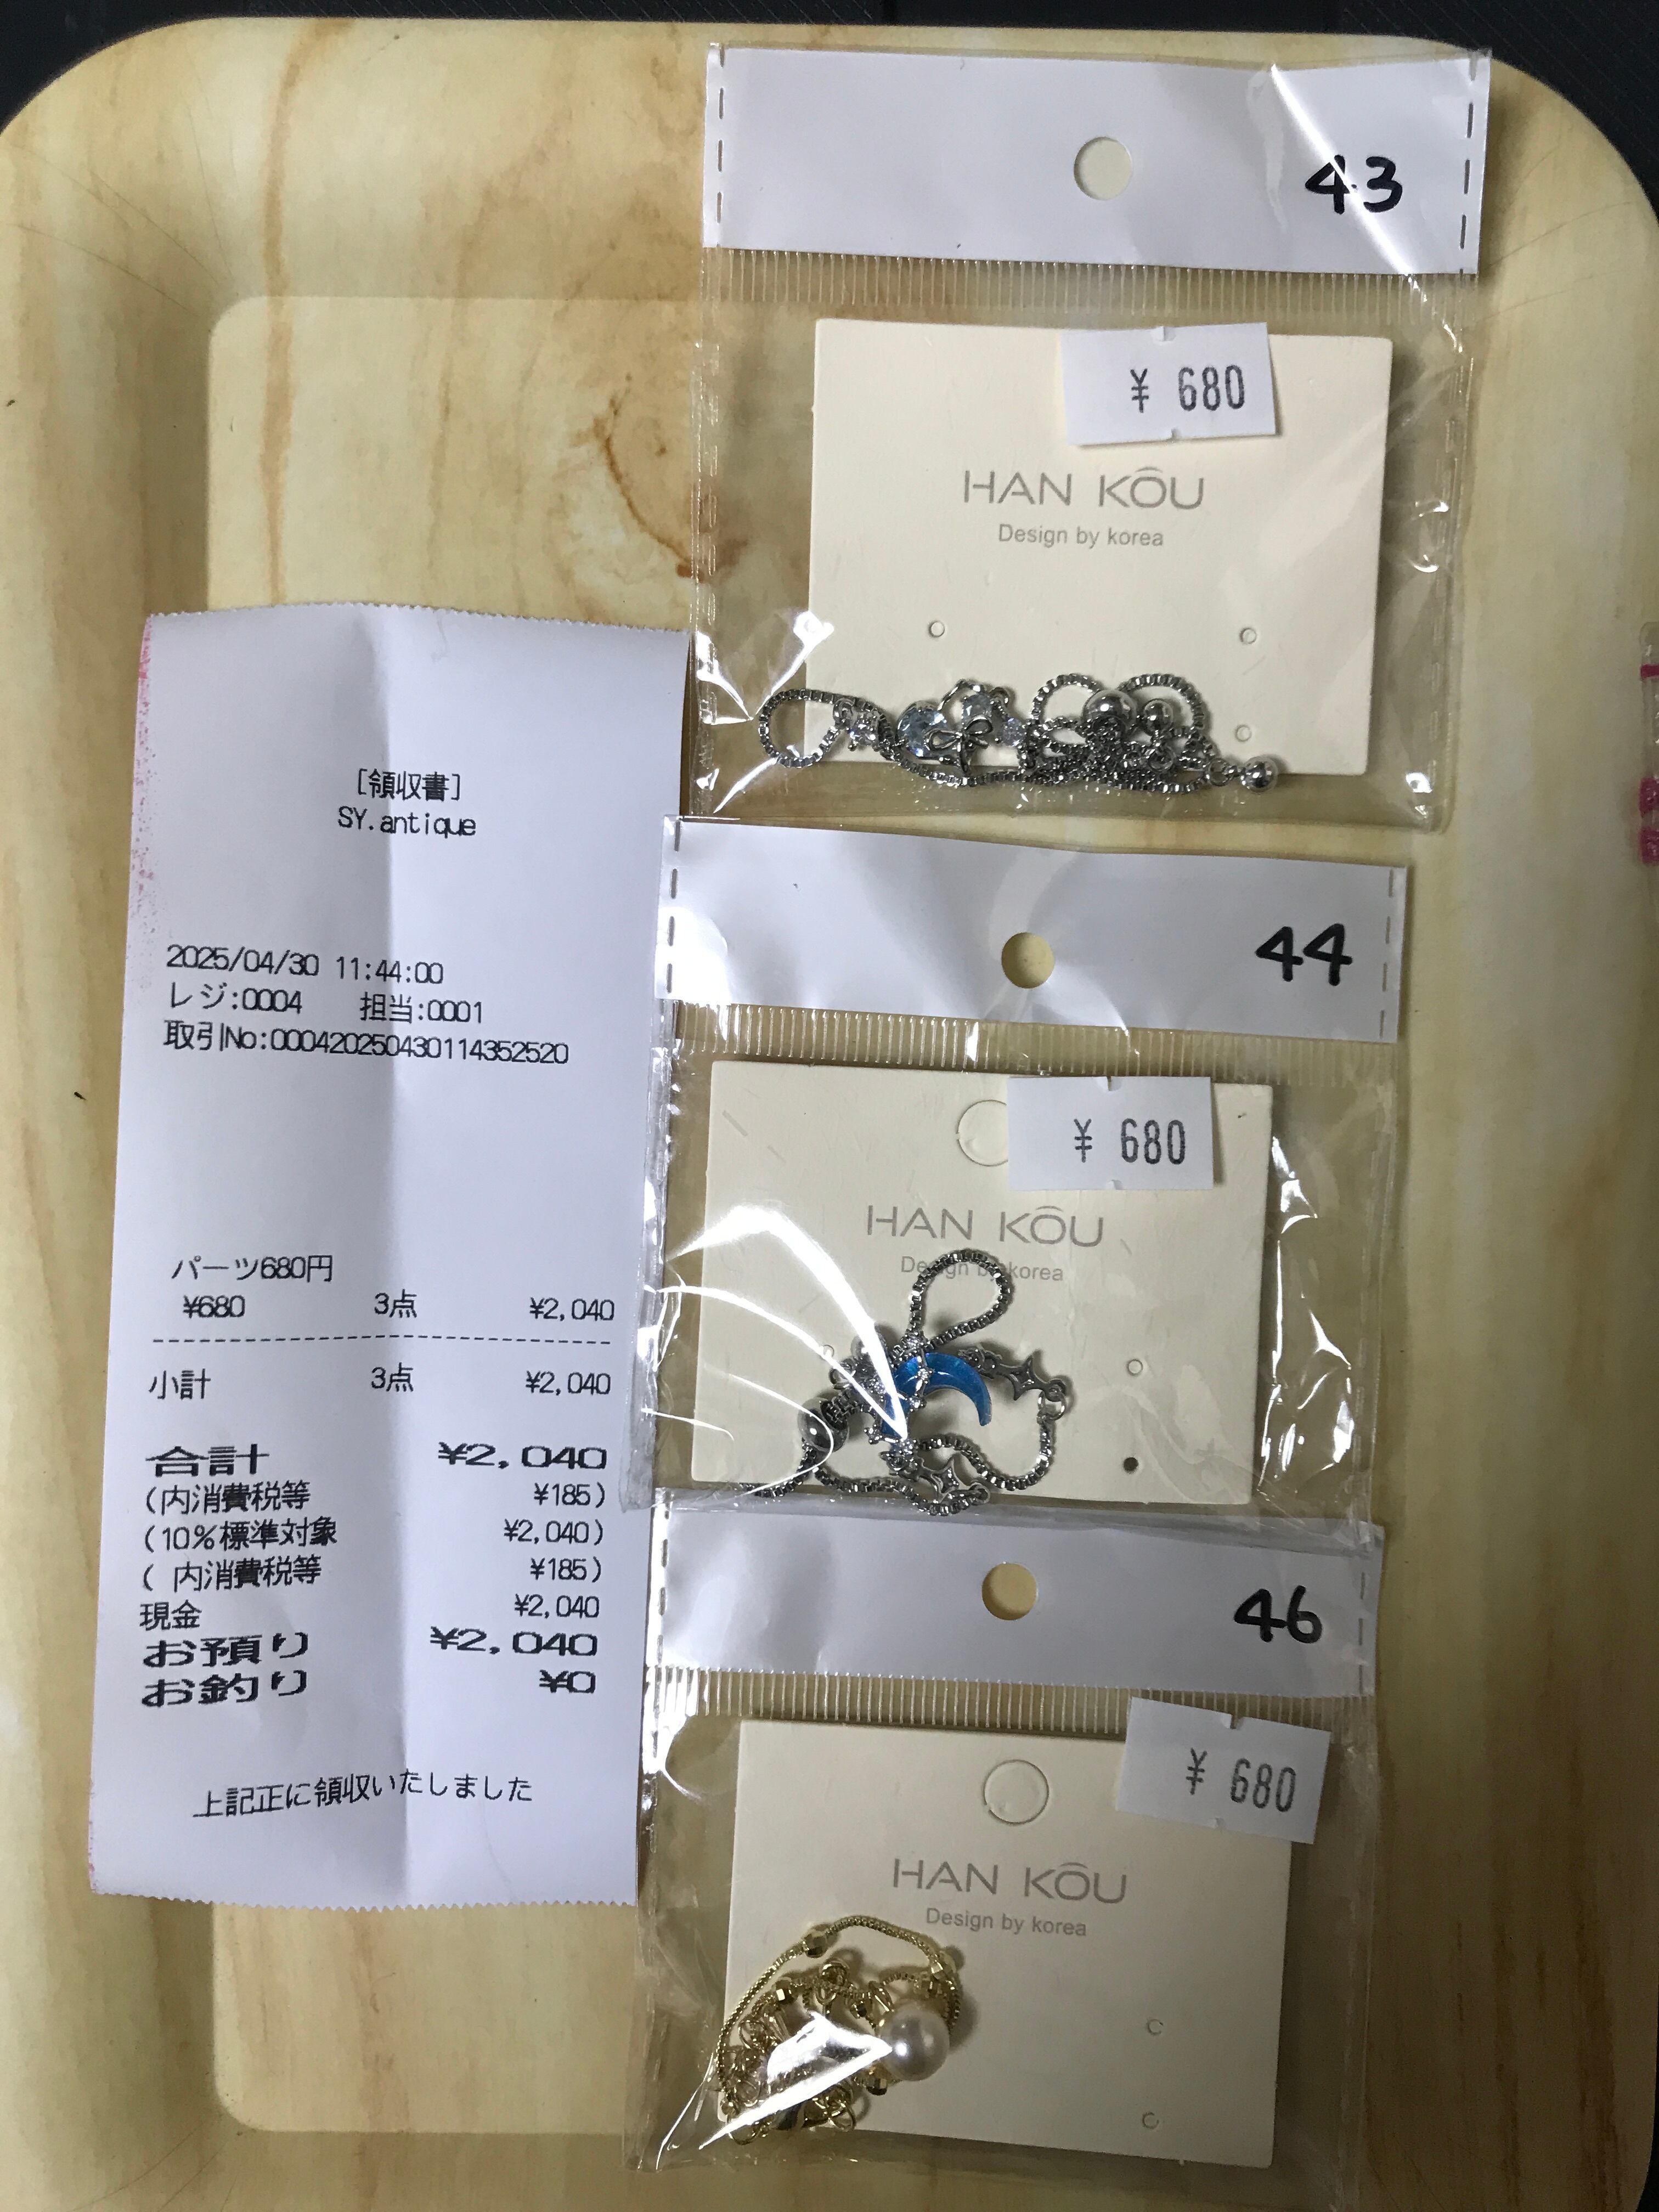 43
¥ 680
HAN KŌU
Design by korea
[領収書]
SY.antique
2025/04/30 11:44:00
レジ:0004 担当:0001
取引No:000420250430114352520
パーツ680円
¥680 3点 ¥2,040
小計 3点 ¥2,040
合計 ¥2,040
(内消費税等 ¥185)
(10%標準対象 ¥2,040)
( 内消費税等 ¥185)
現金 ¥2,040
お預り ¥2,040
お釣り ¥0
上記正に領収いたしました
44
¥ 680
HAN KŌU
Design by korea
46
¥ 680
HAN KŌU
Design by korea